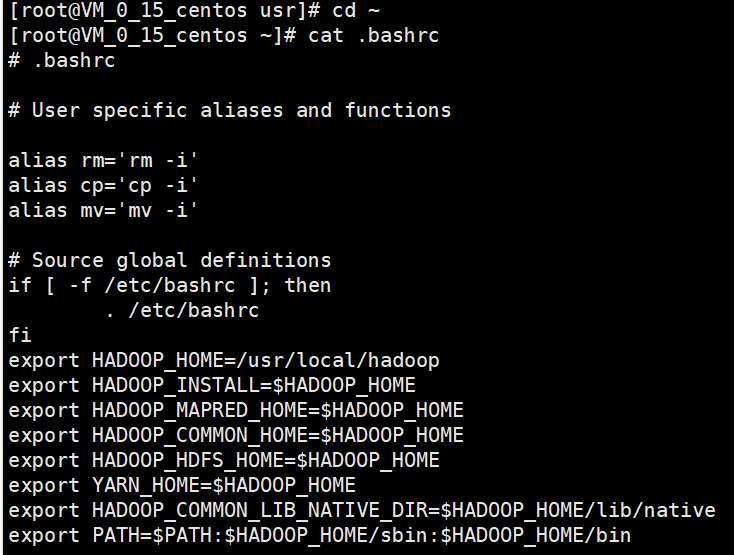 [root@VM_0_15_centos usr]# cd ~
[root@VM_0_15_centos ~]# cat .bashrc
# .bashrc

# User specific aliases and functions

alias rm='rm -i'
alias cp='cp -i'
alias mv='mv -i'

# Source global definitions
if [ -f /etc/bashrc ]; then
        . /etc/bashrc
fi
export HADOOP_HOME=/usr/local/hadoop
export HADOOP_INSTALL=$HADOOP_HOME
export HADOOP_MAPRED_HOME=$HADOOP_HOME
export HADOOP_COMMON_HOME=$HADOOP_HOME
export HADOOP_HDFS_HOME=$HADOOP_HOME
export YARN_HOME=$HADOOP_HOME
export HADOOP_COMMON_LIB_NATIVE_DIR=$HADOOP_HOME/lib/native
export PATH=$PATH:$HADOOP_HOME/sbin:$HADOOP_HOME/bin